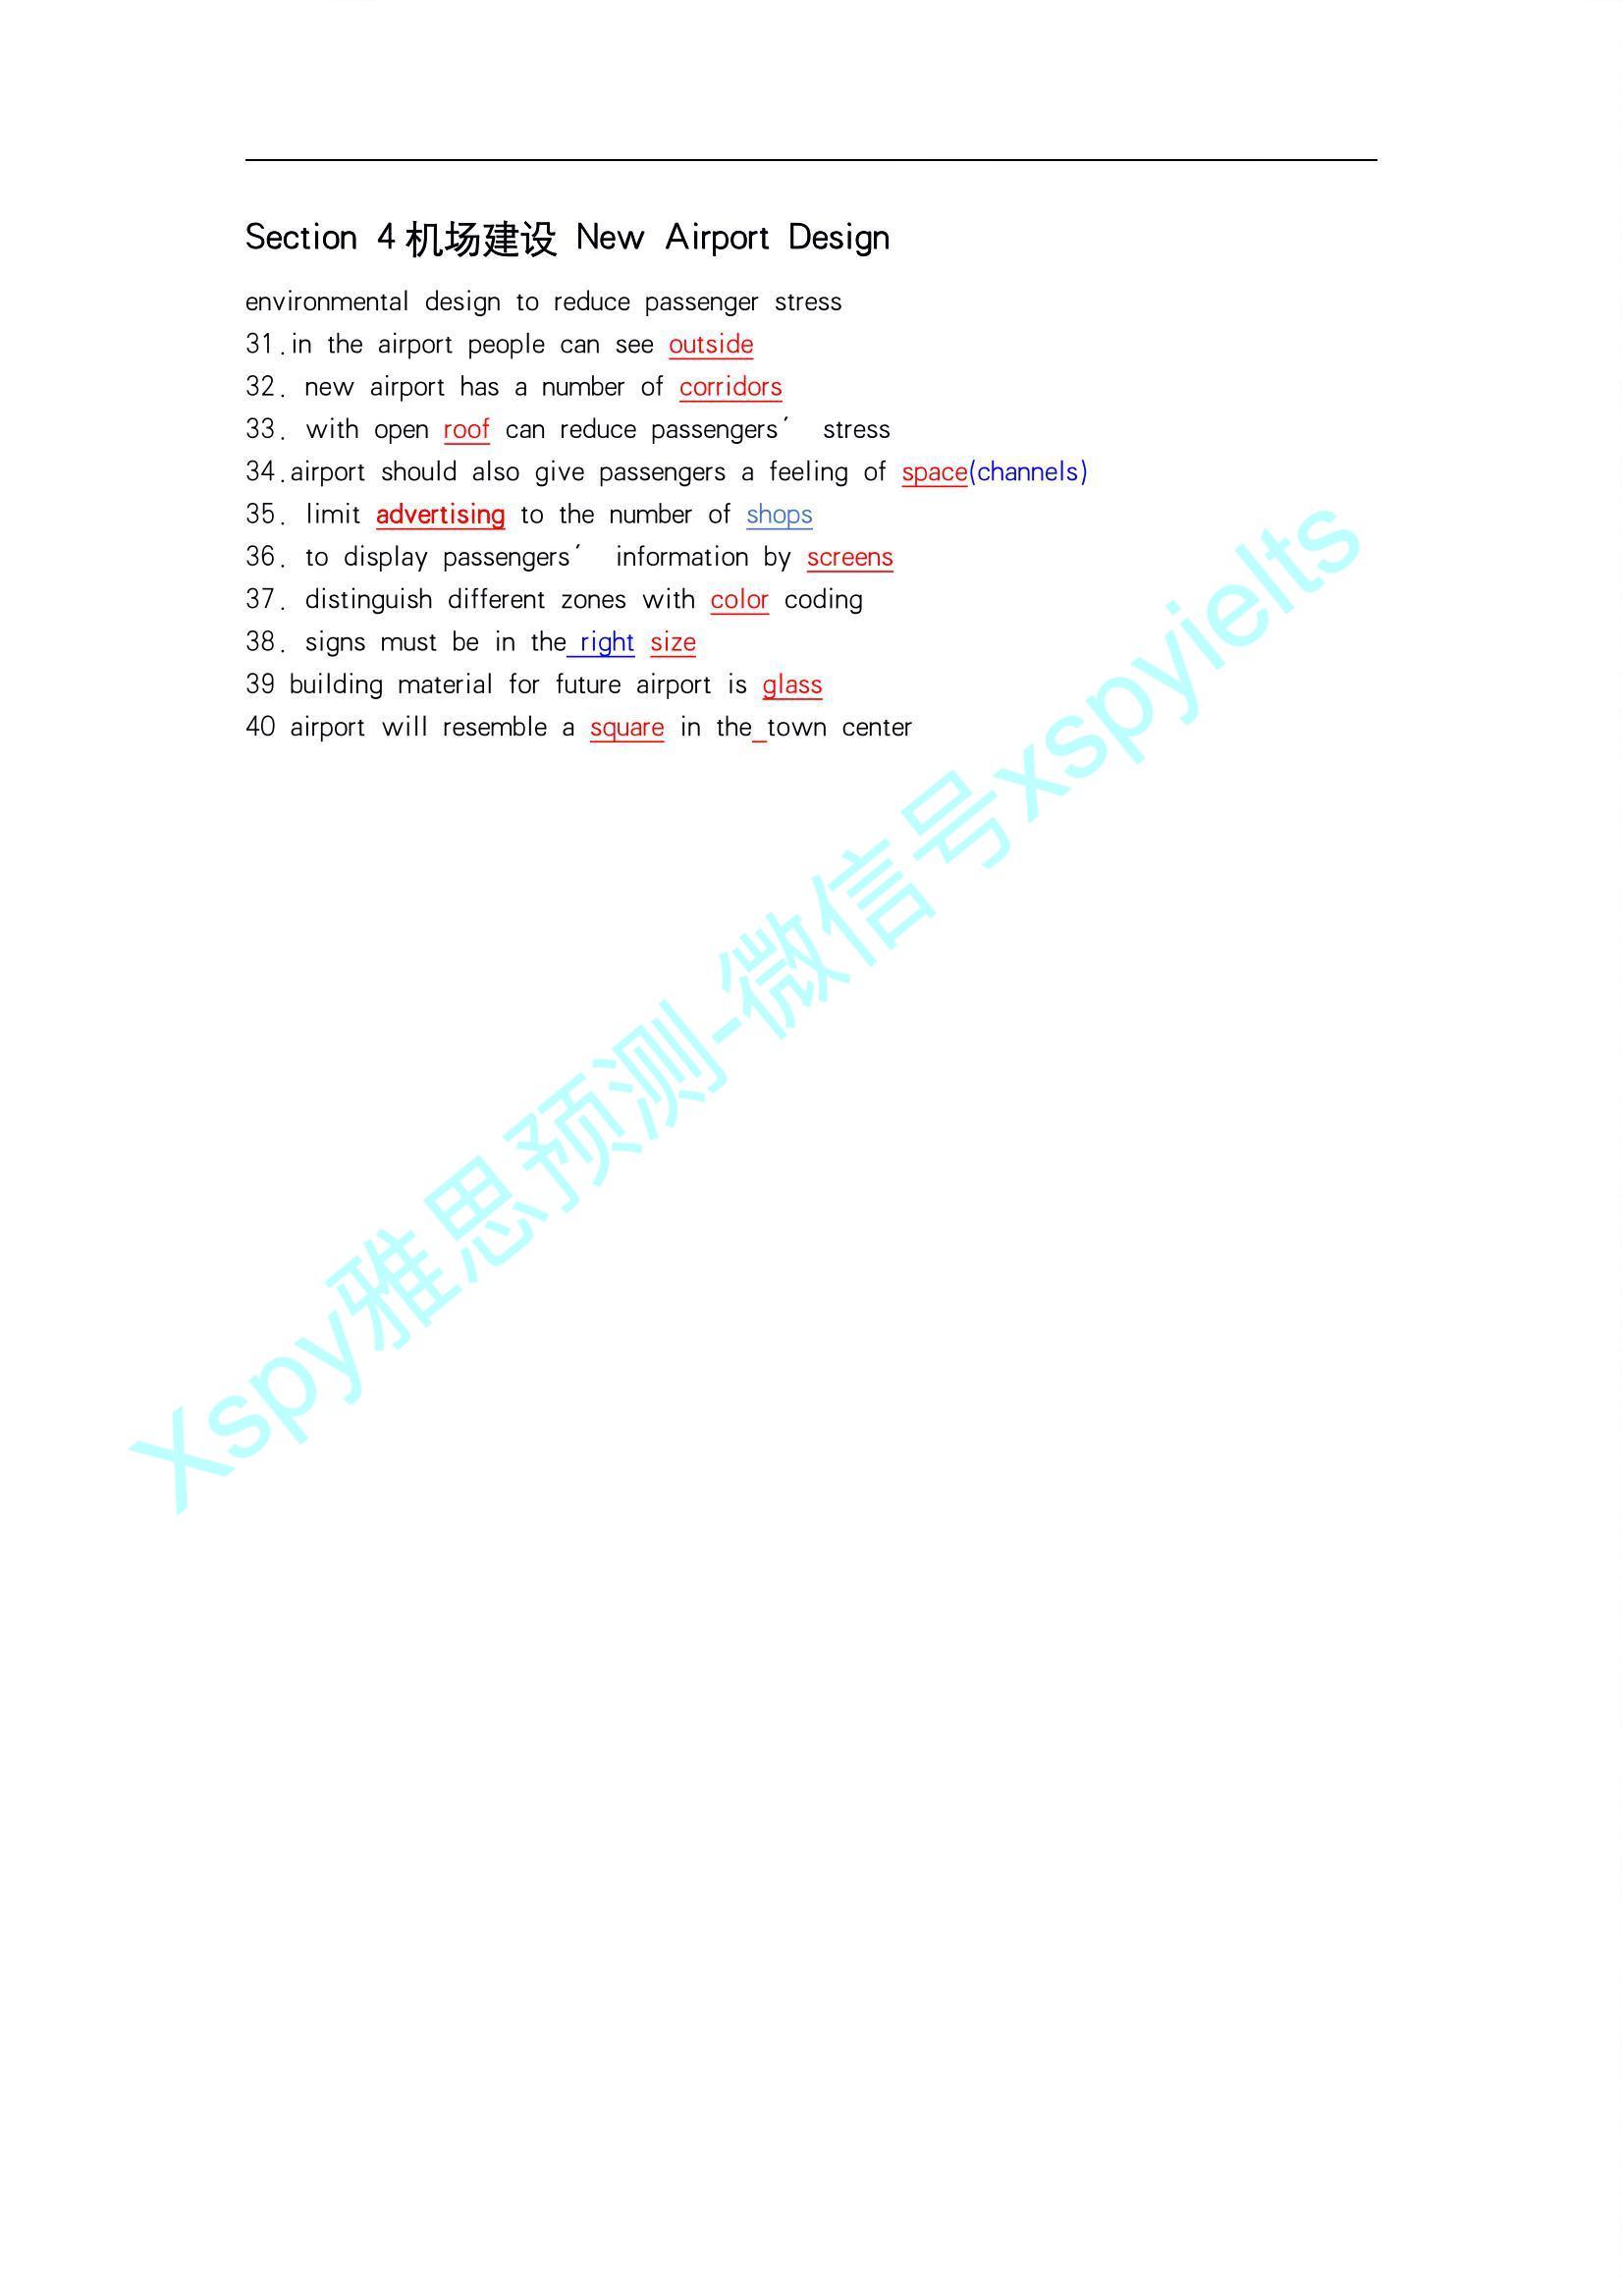 Section 4 机场建设 New Airport Design
environmental design to reduce passenger stress
31.in the airport people can see outside
32. new airport has a number of corridors
33. with open roof can reduce passengers′ stress
34.airport should also give passengers a feeling of space(channels)
35. limit advertising to the number of shops
36. to display passengers′ information by screens
37. distinguish different zones with color coding
38. signs must be in the right size
39 building material for future airport is glass
40 airport will resemble a square in the_town center
Xspy雅思预测-微信号xspyielts